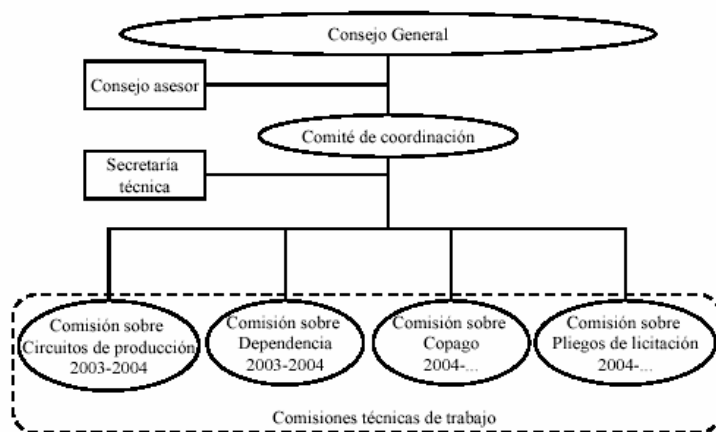 Consejo General
Consejo asesor
Comité de coordinación
Secretaría
técnica
Comisión sobre
Circuitos de producción
2003-2004
Comisión sobre
Dependencia
2003-2004
Comisión sobre
Copago
2004-...
Comisión sobre
Pliegos de licitación
2004-...
Comisiones técnicas de trabajo